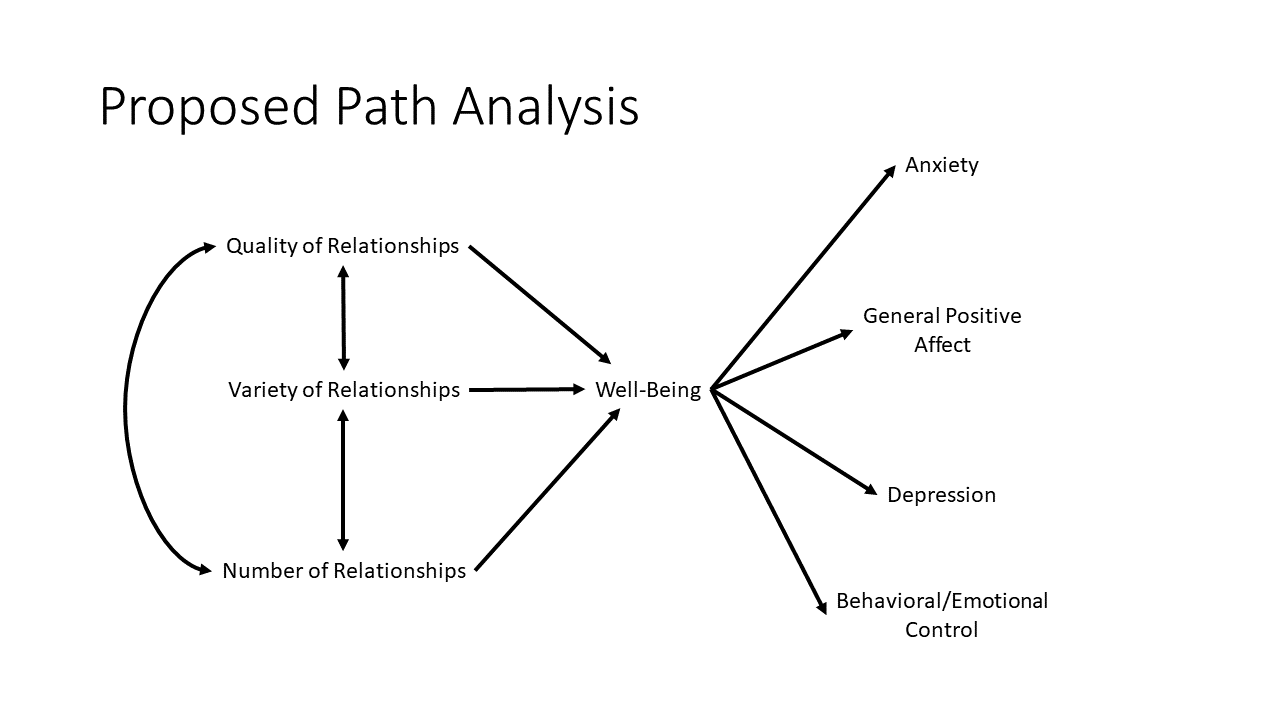 Proposed Path Analysis
Anxiety
Quality of Relationships
General Positive
Affect
Variety of Relationships
Well-Being
Depression
Number of Relationships
Behavioral/Emotional
Control